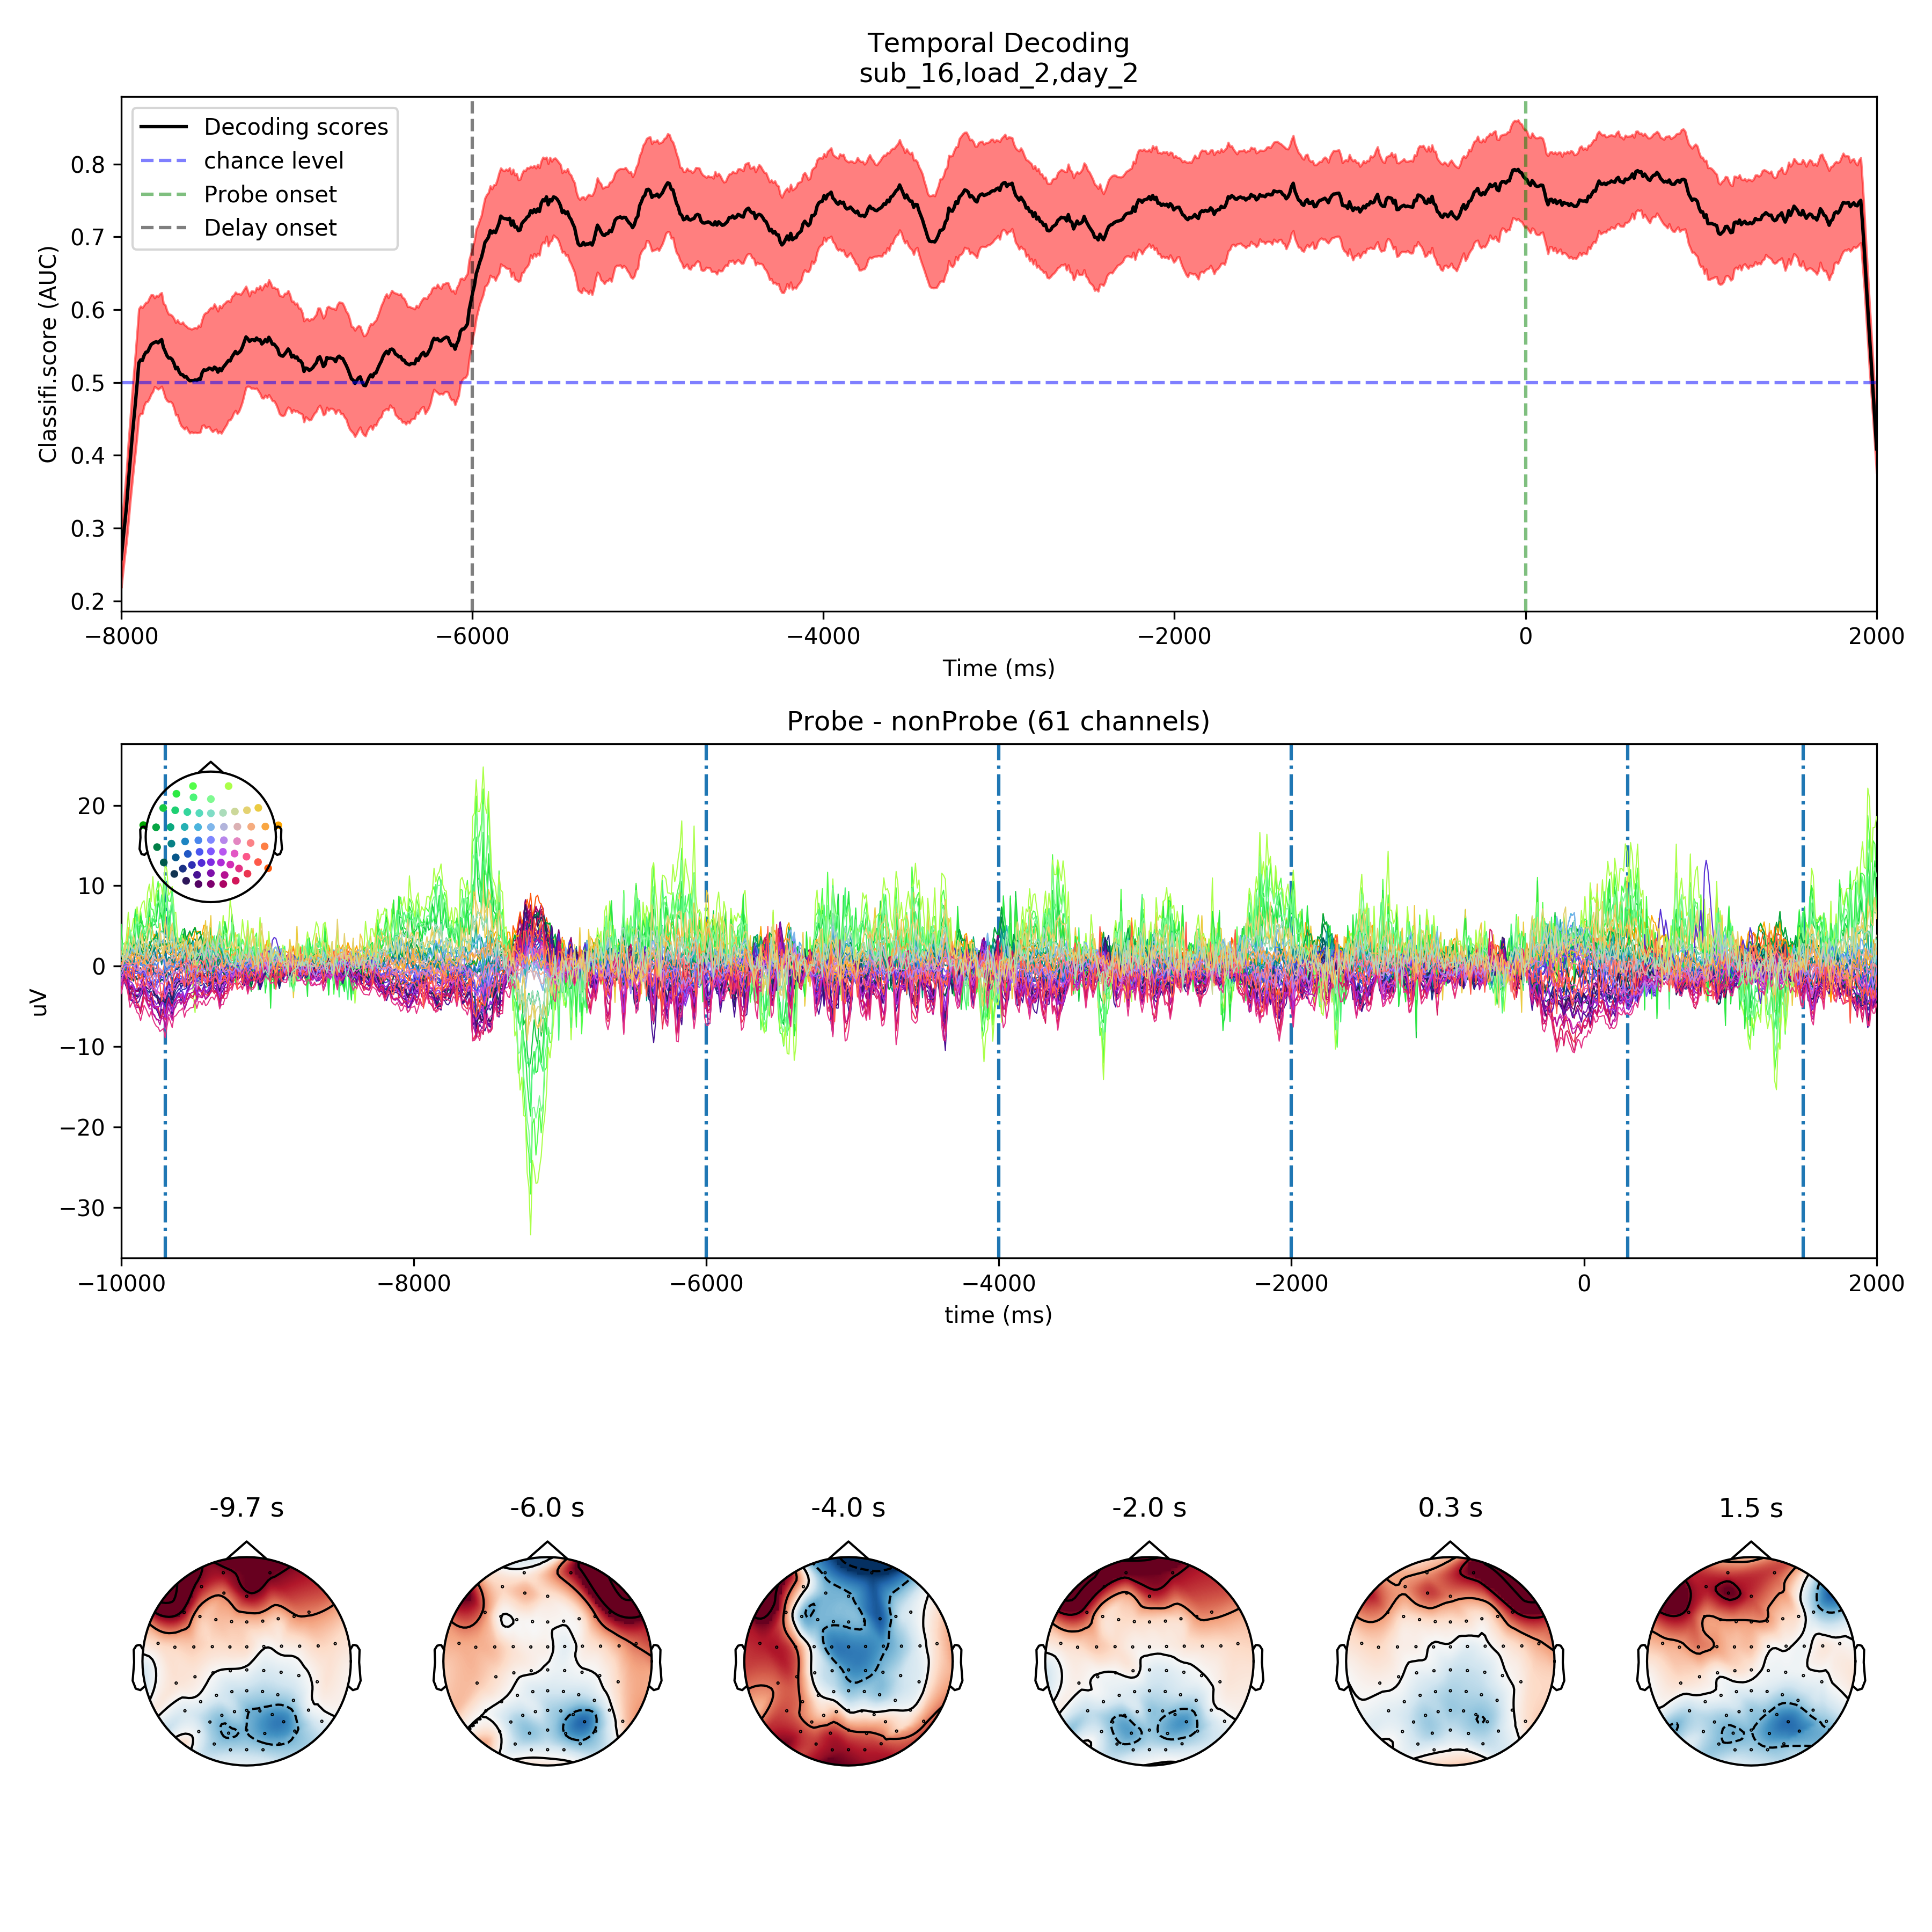 Temporal Decoding
sub_16,load_2,day_2
Decoding scores
chance level
Probe onset
Delay onset
Classifi.score (AUC)
0.8
0.7
0.6
0.5
0.4
0.3
0.2
−8000 −6000 −4000 −2000 0 2000
Time (ms)
Probe - nonProbe (61 channels)
uV
20
10
0
−10
−20
−30
−10000 −8000 −6000 −4000 −2000 0 2000
time (ms)
-9.7 s -6.0 s -4.0 s -2.0 s 0.3 s 1.5 s